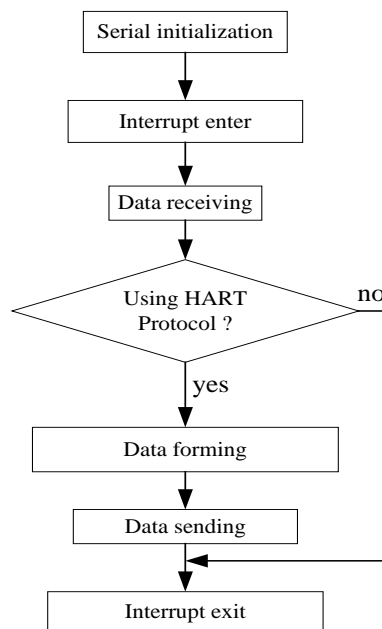 Serial initialization
Interrupt enter
Data receiving
Using HART
Protocol ?
no
yes
Data forming
Data sending
Interrupt exit